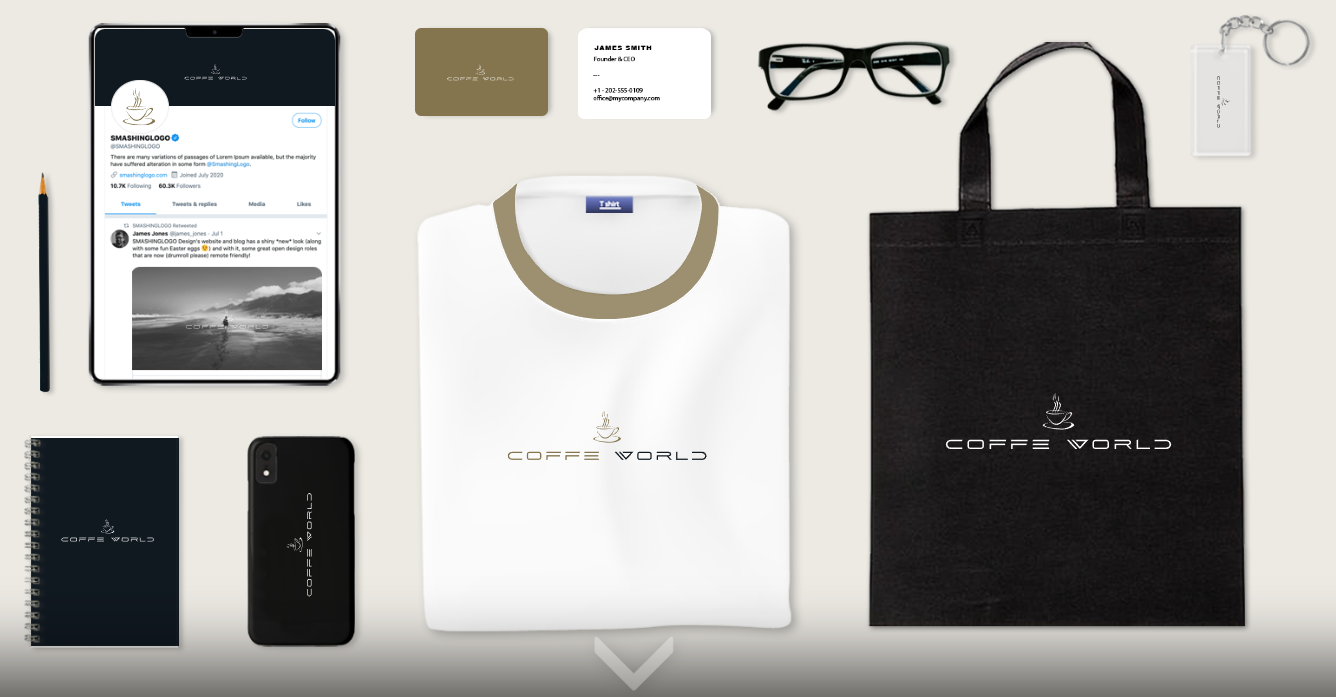 COFFE WORLD
Follow
SMASHINGLOGO
@SMASHINGLOGO
There are many variations of passages of Lorem Ipsum available, but the majority
have suffered alteration in some form @SmashingLogo.
smashinglogo.com Joined July 2020
10.7K Following 60.3K Followers
Tweets Tweets & replies Media Likes
SMASHINGLOGO Retweeted
James Jones @james_jones · Jul 1
SMASHINGLOGO Design's website and blog has a shiny *new* look (along
with some fun Easter eggs 😏) and with it, some great open design roles
that are now (drumroll please) remote friendly!
COFFE WORLD
COFFE WORLD
JAMES SMITH
Founder & CEO
---
+1 - 202-555-0109
office@mycompany.com
COFFE WORLD
T shirt
COFFE WORLD
COFFE WORLD
COFFE WORLD
COFFE WORLD